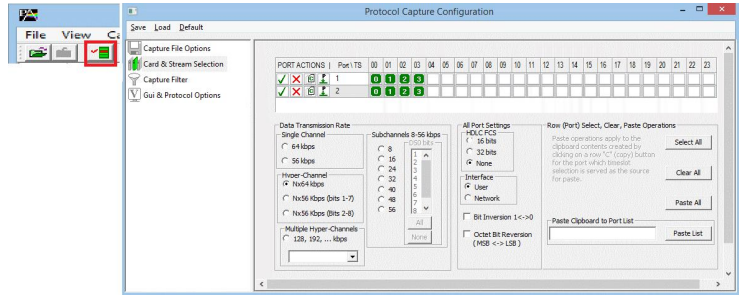 PA
File View Ca
Protocol Capture Configuration
Save Load Default
Capture File Options
Card & Stream Selection
Capture Filter
Gui & Protocol Options
PORT ACTIONS | Port \ TS 00 01 02 03 04 05 06 07 08 09 10 11 12 13 14 15 16 17 18 19 20 21 22 23
1 0 1 2 3
2 0 1 2 3
Data Transmission Rate
Single Channel
64 kbps
56 kbps
Hyper-Channel
Nx64 kbps
Nx56 Kbps (bits 1-7)
Nx56 Kbps (Bits 2-8)
Multiple Hyper-Channels
128, 192, ... kbps
Subchannels 8-56 kbps
8
16
24
32
40
48
56
DS0 bits
1
2
3
4
5
6
7
8
All
None
All Port Settings
HDLC FCS
16 bits
32 bits
None
Interface
User
Network
Bit Inversion 1<->0
Octet Bit Reversion
(MSB <-> LSB )
Row (Port) Select, Clear, Paste Operations
Paste operations apply to the
clipboard contents created by
clicking on a row "C" (copy) button
for the port which timeslot
selection is served as the source
for paste.
Select All
Clear All
Paste All
Paste Clipboard to Port List
Paste List